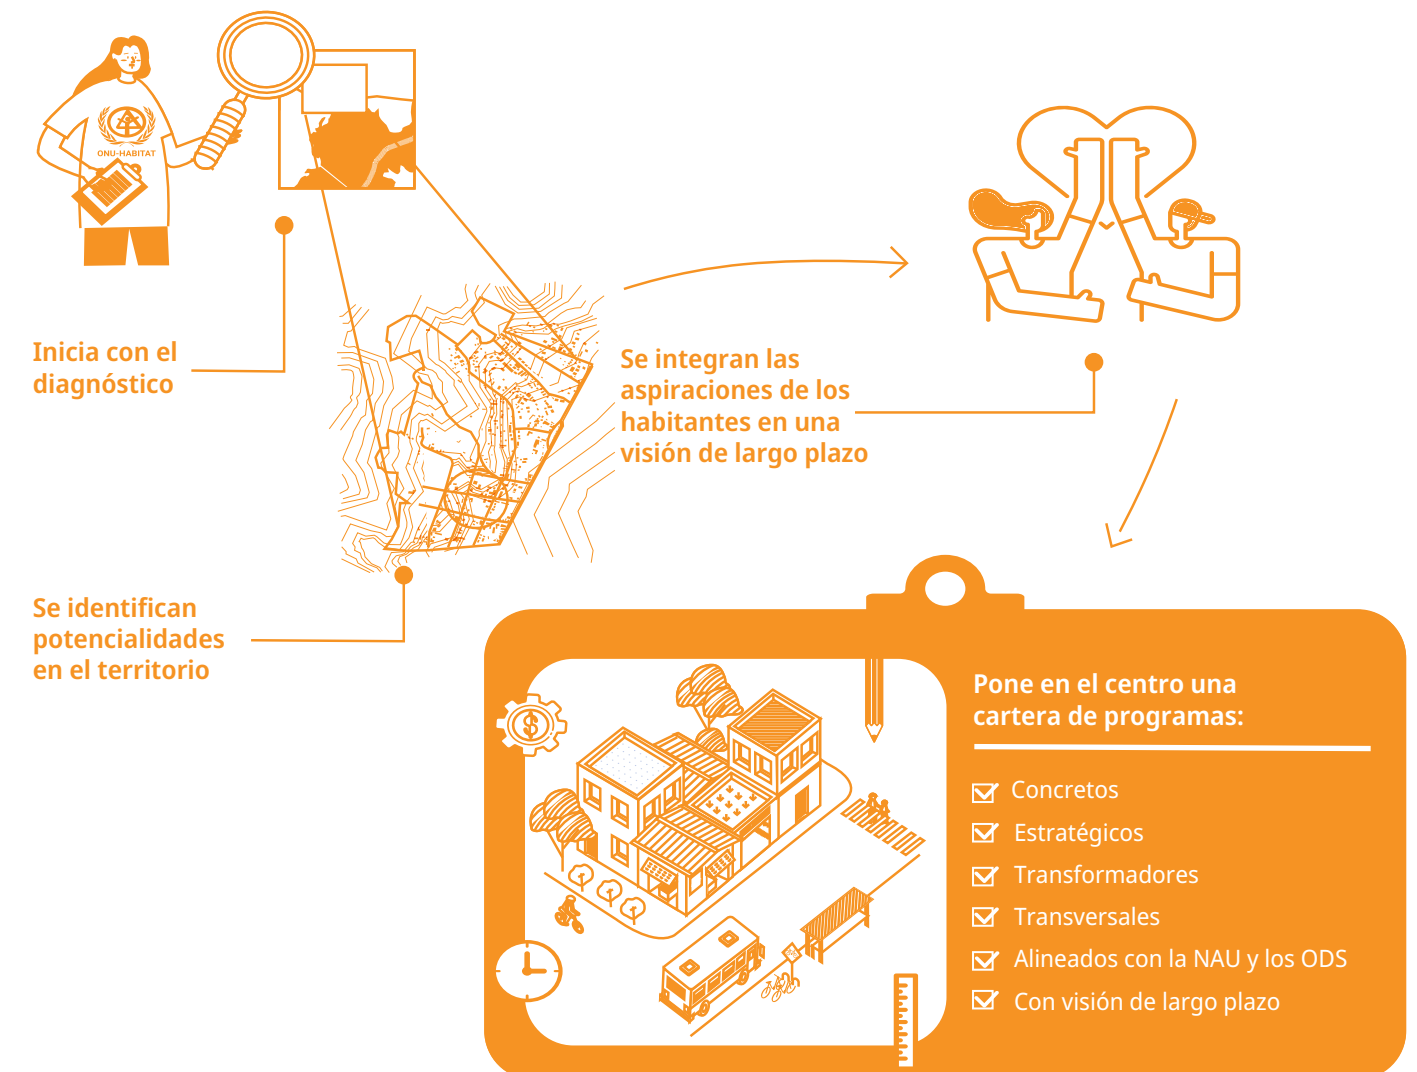 ONU-HABITAT
Inicia con el
diagnóstico
Se identifican
potencialidades
en el territorio
Se integran las
aspiraciones de los
habitantes en una
visión de largo plazo
Pone en el centro una
cartera de programas:
Concretos
Estratégicos
Transformadores
Transversales
Alineados con la NAU y los ODS
Con visión de largo plazo
$